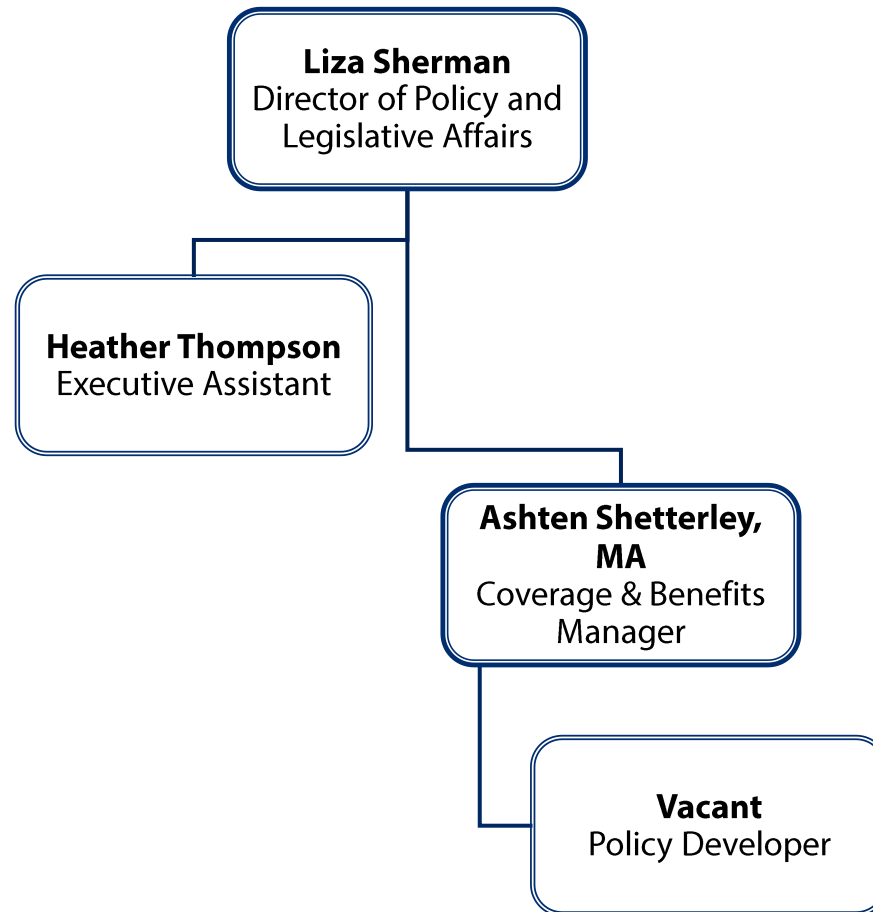 Liza Sherman
Director of Policy and
Legislative Affairs
Heather Thompson
Executive Assistant
Ashten Shetterley,
MA
Coverage & Benefits
Manager
Vacant
Policy Developer